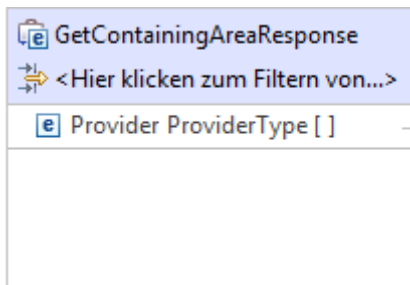 GetContainingAreaResponse
<Hier klicken zum Filtern von...>
e Provider ProviderType [ ]